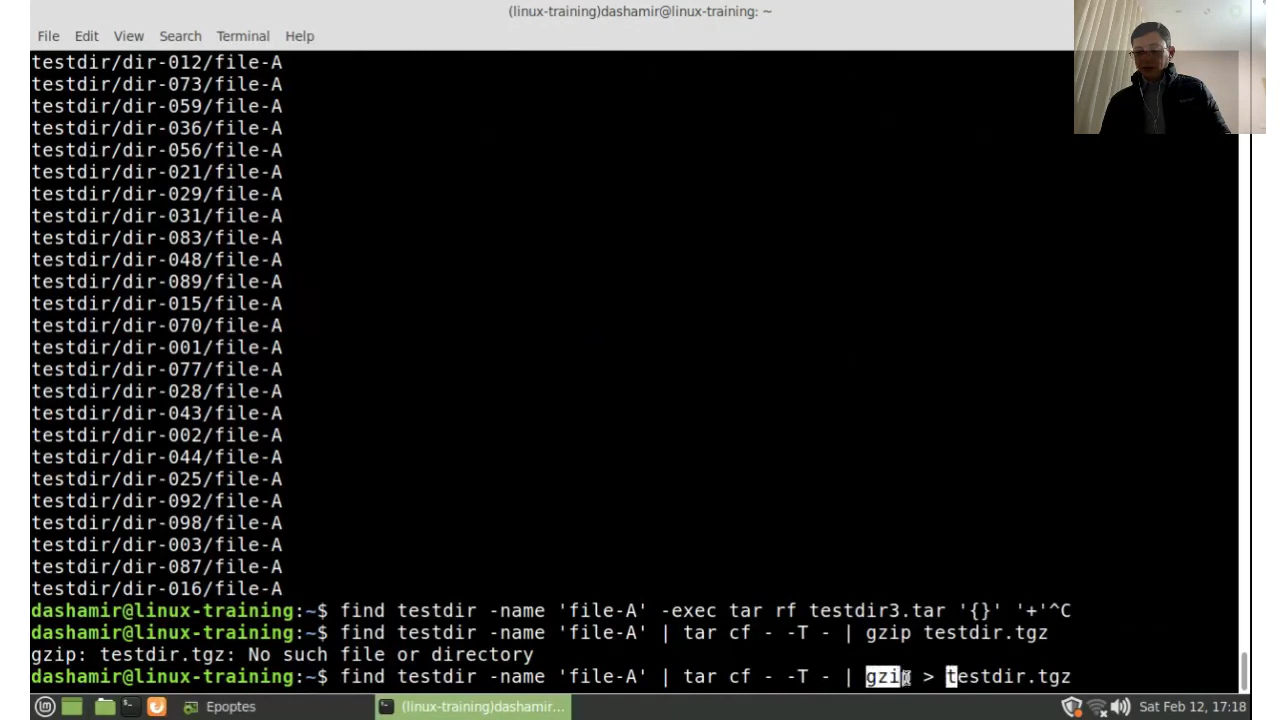 (linux-training)dashamir@linux-training: ~
File Edit View Search Terminal Help
testdir/dir-012/file-A
testdir/dir-073/file-A
testdir/dir-059/file-A
testdir/dir-036/file-A
testdir/dir-056/file-A
testdir/dir-021/file-A
testdir/dir-029/file-A
testdir/dir-031/file-A
testdir/dir-083/file-A
testdir/dir-048/file-A
testdir/dir-089/file-A
testdir/dir-015/file-A
testdir/dir-070/file-A
testdir/dir-001/file-A
testdir/dir-077/file-A
testdir/dir-028/file-A
testdir/dir-043/file-A
testdir/dir-002/file-A
testdir/dir-044/file-A
testdir/dir-025/file-A
testdir/dir-092/file-A
testdir/dir-098/file-A
testdir/dir-003/file-A
testdir/dir-087/file-A
testdir/dir-016/file-A
dashamir@linux-training:~$ find testdir -name 'file-A' -exec tar rf testdir3.tar '{}' '+'^C
dashamir@linux-training:~$ find testdir -name 'file-A' | tar cf - -T - | gzip testdir.tgz
gzip: testdir.tgz: No such file or directory
dashamir@linux-training:~$ find testdir -name 'file-A' | tar cf - -T - | gzip > testdir.tgz
Epoptes (linux-training)dashamir... Sat Feb 12, 17:18